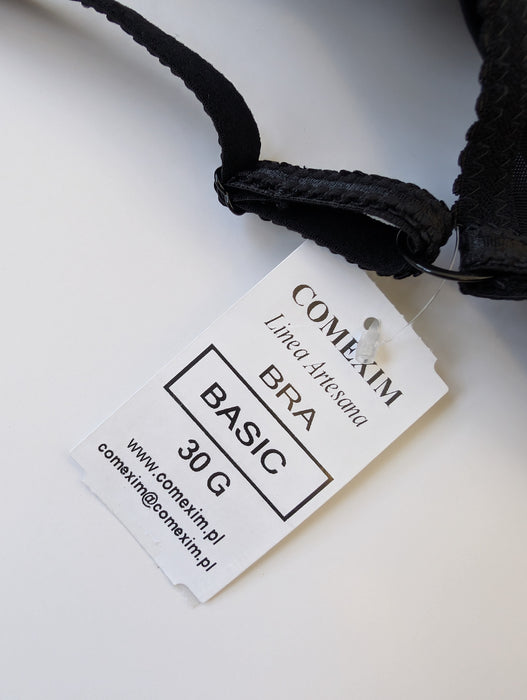 COMEXIM
Linea Artesana
BRA
BASIC
30 G
www.comexim.pl
comexim@comexim.pl